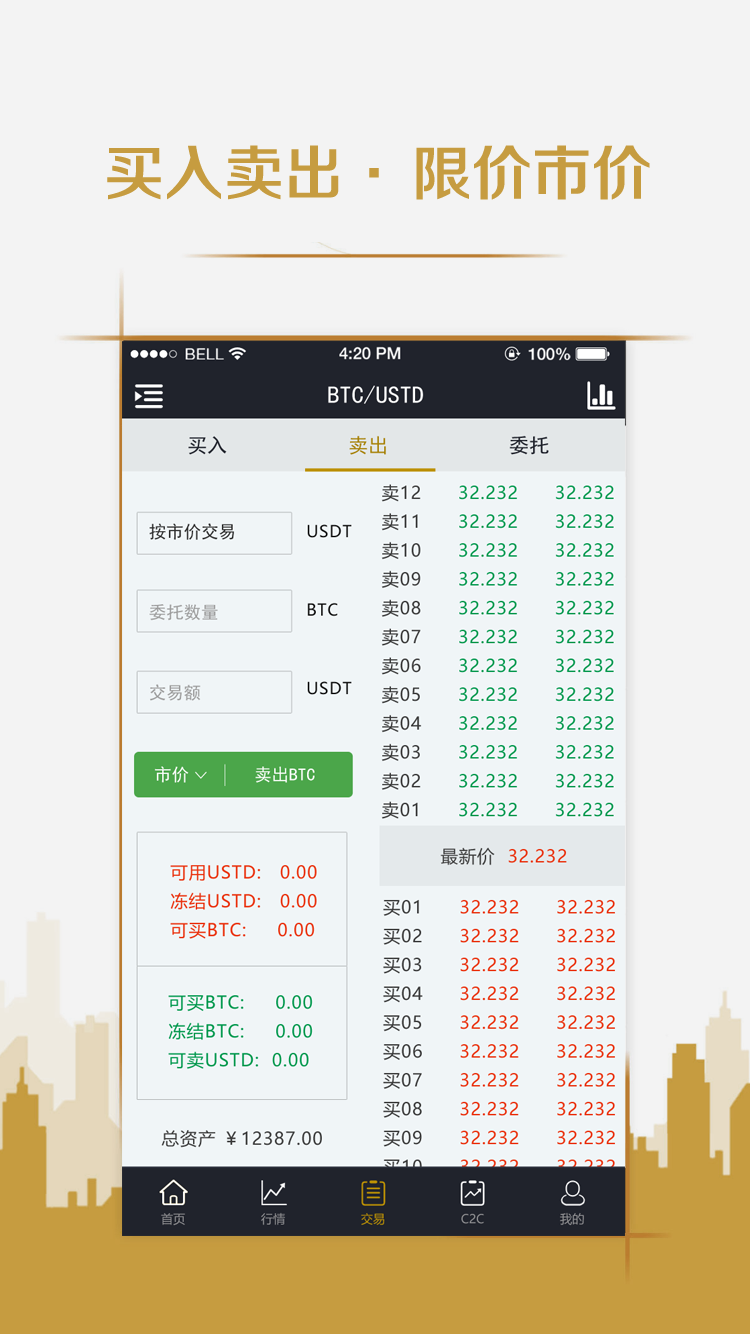 买入卖出·限价市价
BELL 4:20 PM 100%
BTC/USTD
买入 卖出 委托
按市价交易 USDT
委托数量 BTC
交易额 USDT
市价 卖出BTC
可用USTD: 0.00
冻结USTD: 0.00
可买BTC: 0.00
可买BTC: 0.00
冻结BTC: 0.00
可卖USTD: 0.00
总资产 ¥12387.00
卖12 32.232 32.232
卖11 32.232 32.232
卖10 32.232 32.232
卖09 32.232 32.232
卖08 32.232 32.232
卖07 32.232 32.232
卖06 32.232 32.232
卖05 32.232 32.232
卖04 32.232 32.232
卖03 32.232 32.232
卖02 32.232 32.232
卖01 32.232 32.232
最新价 32.232
买01 32.232 32.232
买02 32.232 32.232
买03 32.232 32.232
买04 32.232 32.232
买05 32.232 32.232
买06 32.232 32.232
买07 32.232 32.232
买08 32.232 32.232
买09 32.232 32.232
买10 32.232 32.232
首页 行情 交易 C2C 我的